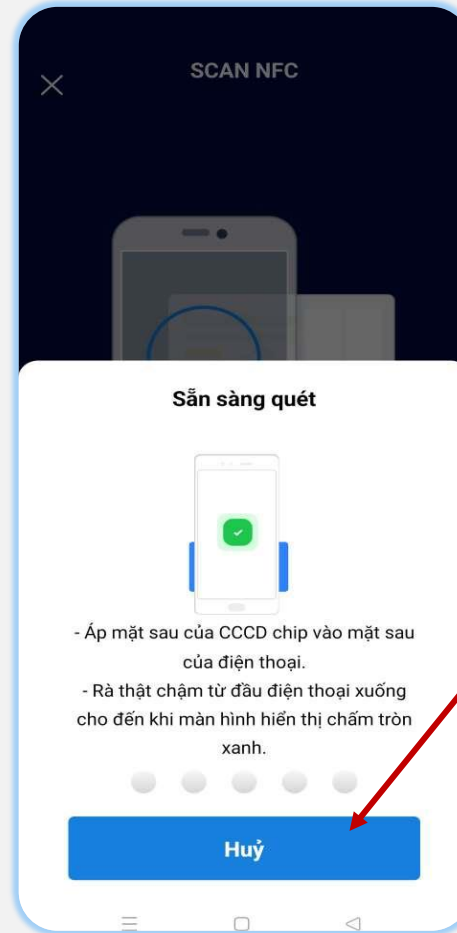 SCAN NFC
Sẵn sàng quét
- Áp mặt sau của CCCD chip vào mặt sau
của điện thoại.
- Rà thật chậm từ đầu điện thoại xuống
cho đến khi màn hình hiển thị chấm tròn
xanh.
Huỷ